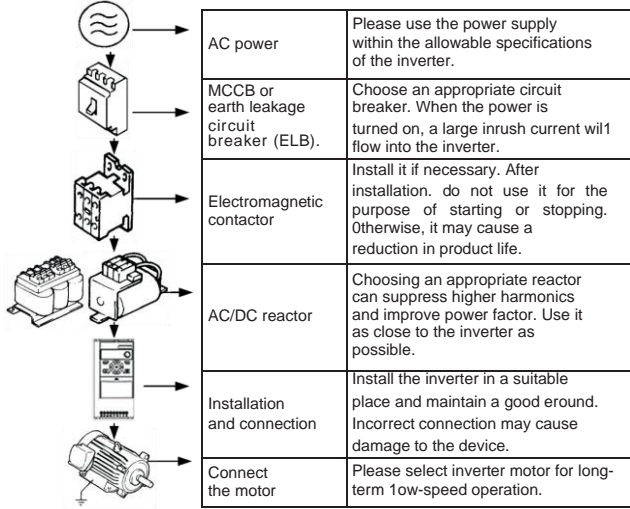 AC power
Please use the power supply
within the allowable specifications
of the inverter.
MCCB or
earth leakage
circuit
breaker (ELB).
Choose an appropriate circuit
breaker. When the power is
turned on, a large inrush current wil1
flow into the inverter.
Electromagnetic
contactor
Install it if necessary. After
installation. do not use it for the
purpose of starting or stopping.
0therwise, it may cause a
reduction in product life.
AC/DC reactor
Choosing an appropriate reactor
can suppress higher harmonics
and improve power factor. Use it
as close to the inverter as
possible.
Installation
and connection
Install the inverter in a suitable
place and maintain a good eround.
Incorrect connection may cause
damage to the device.
Connect
the motor
Please select inverter motor for long-
term 1ow-speed operation.